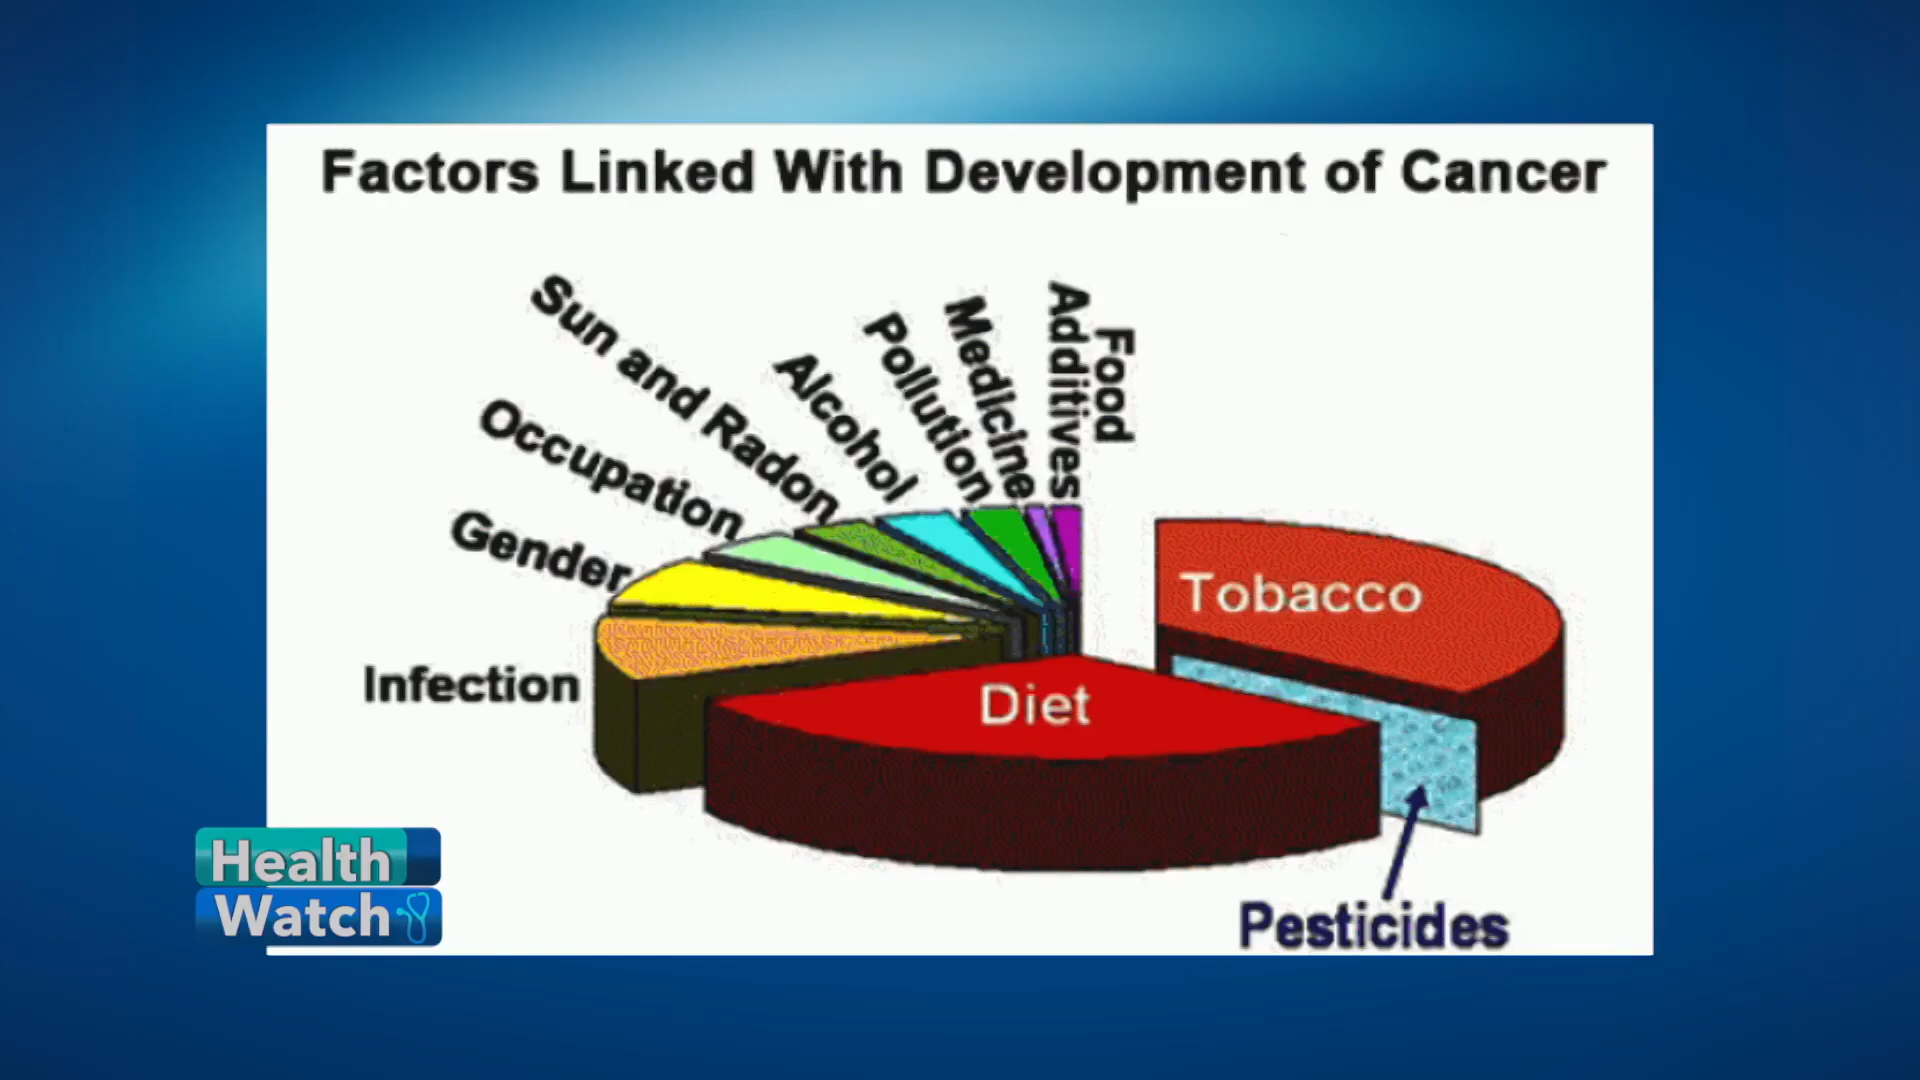 Factors Linked With Development of Cancer
Food
Additives
Medicine
Pollution
Alcohol
Sun and Radon
Occupation
Gender
Infection
Tobacco
Diet
Pesticides
Health
Watch